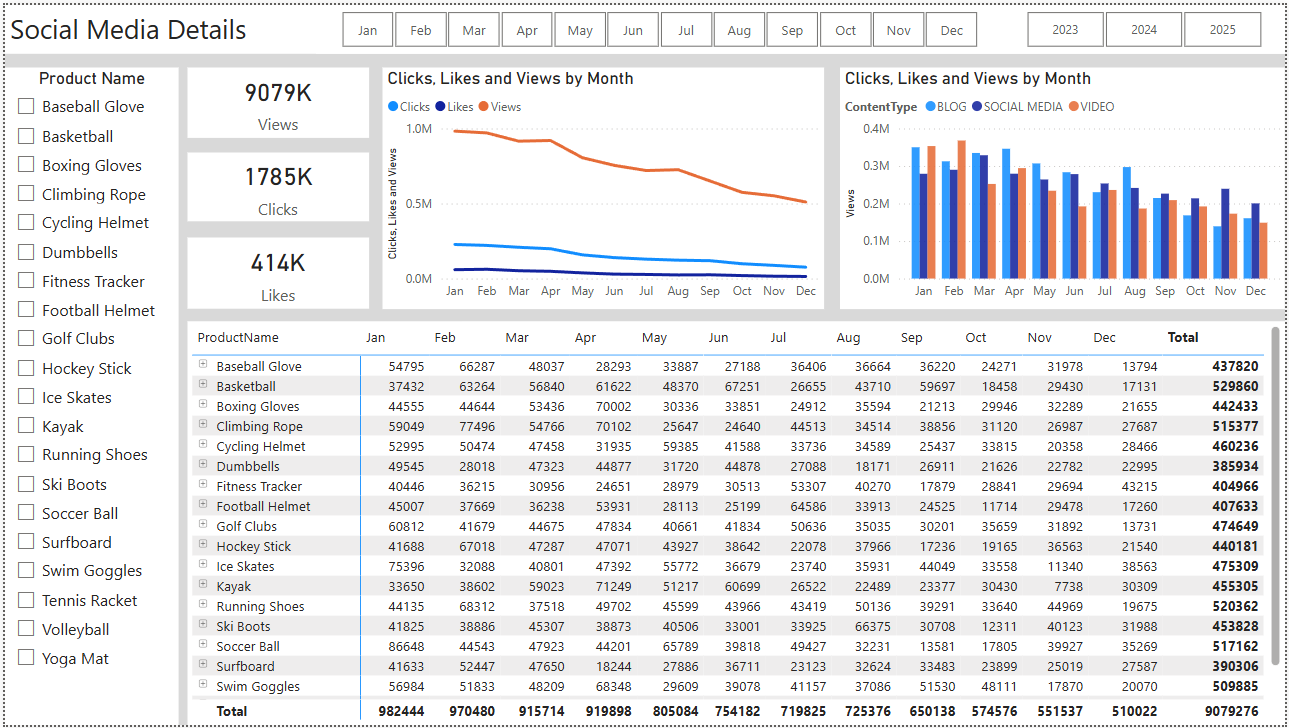 Social Media Details
Jan Feb Mar Apr May Jun Jul Aug Sep Oct Nov Dec
2023 2024 2025
Product Name
Baseball Glove
Basketball
Boxing Gloves
Climbing Rope
Cycling Helmet
Dumbbells
Fitness Tracker
Football Helmet
Golf Clubs
Hockey Stick
Ice Skates
Kayak
Running Shoes
Ski Boots
Soccer Ball
Surfboard
Swim Goggles
Tennis Racket
Volleyball
Yoga Mat
9079K
Views
1785K
Clicks
414K
Likes
Clicks, Likes and Views by Month
Clicks Likes Views
Clicks, Likes and Views
1.0M
0.5M
0.0M
Jan Feb Mar Apr May Jun Jul Aug Sep Oct Nov Dec
Clicks, Likes and Views by Month
ContentType BLOG SOCIAL MEDIA VIDEO
Views
0.4M
0.3M
0.2M
0.1M
0.0M
Jan Feb Mar Apr May Jun Jul Aug Sep Oct Nov Dec
ProductName Jan Feb Mar Apr May Jun Jul Aug Sep Oct Nov Dec Total
Baseball Glove 54795 66287 48037 28293 33887 27188 36406 36664 36220 24271 31978 13794 437820
Basketball 37432 63264 56840 61622 48370 67251 26655 43710 59697 18458 29430 17131 529860
Boxing Gloves 44555 44644 53436 70002 30336 33851 24912 35594 21213 29946 32289 21655 442433
Climbing Rope 59049 77496 54766 70102 25647 24640 44513 34514 38856 31120 26987 27687 515377
Cycling Helmet 52995 50474 47458 31935 59385 41588 33736 34589 25437 33815 20358 28466 460236
Dumbbells 49545 28018 47323 44877 31720 44878 27088 18171 26911 21626 22782 22995 385934
Fitness Tracker 40446 36215 30956 24651 28979 30513 53307 40270 17879 28841 29694 43215 404966
Football Helmet 45007 37669 36238 53931 28113 25199 64586 33913 24525 11714 29478 17260 407633
Golf Clubs 60812 41679 44675 47834 40661 41834 50636 35035 30201 35659 31892 13731 474649
Hockey Stick 41688 67018 47287 47071 43927 38642 22078 37966 17236 19165 36563 21540 440181
Ice Skates 75396 32088 40801 47392 55772 36679 23740 35931 44049 33558 11340 38563 475309
Kayak 33650 38602 59023 71249 51217 60699 26522 22489 23377 30430 7738 30309 455305
Running Shoes 44135 68312 37518 49702 45599 43966 43419 50136 39291 33640 44969 19675 520362
Ski Boots 41825 38886 45307 38873 40506 33001 33925 66375 30708 12311 40123 31988 453828
Soccer Ball 86648 44543 47923 44201 65789 39818 49427 32231 13581 17805 39927 35269 517162
Surfboard 41633 52447 47650 18244 27886 36711 23123 32624 33483 23899 25019 27587 390306
Swim Goggles 56984 51833 48209 68348 29609 39078 41157 37086 51530 48111 17870 20070 509885
Total 982444 970480 915714 919898 805084 754182 719825 725376 650138 574576 551537 510022 9079276